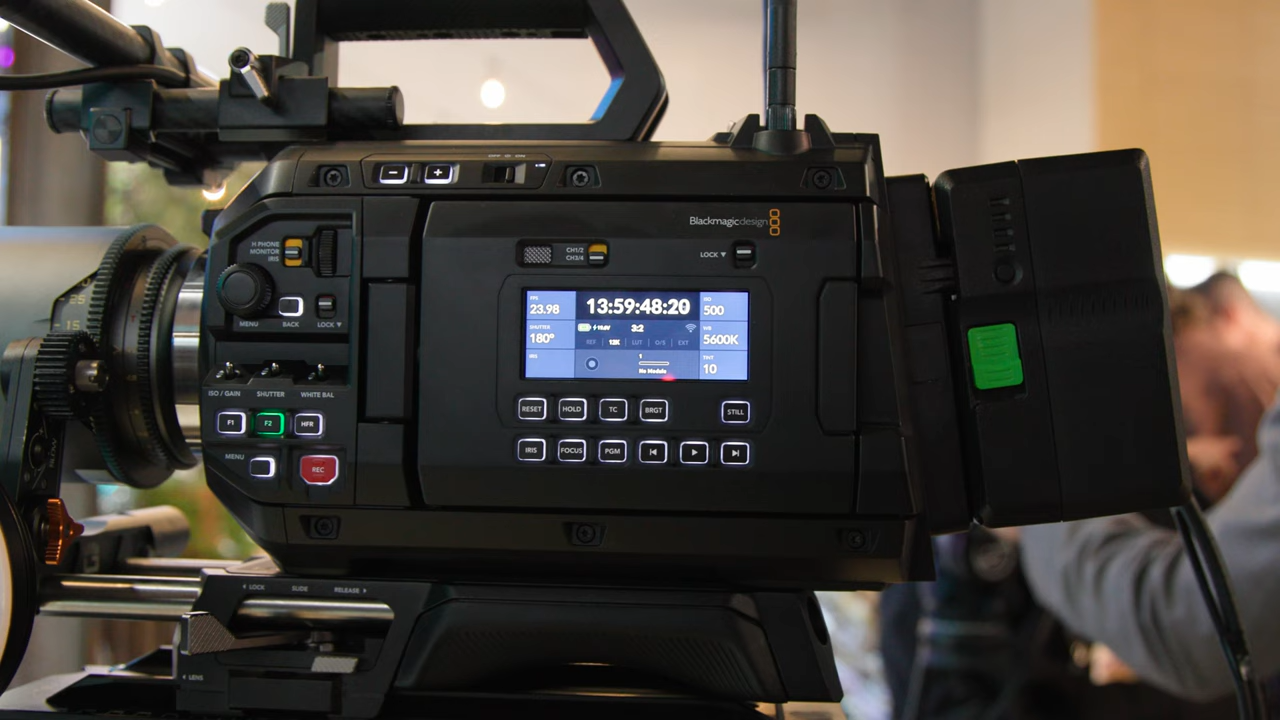 Blackmagicdesign
H PHONE
MONITOR
IRIS
CH1/2
CH3/4
LOCK ▼
MENU
BACK
LOCK ▼
FPS
23.98
13:59:48:20
ISO
500
SHUTTER
180°
3:2
WB
5600K
REF
12K
LUT
O/S
EXT
IRIS
1
No Module
TINT
10
ISO / GAIN
SHUTTER
WHITE BAL
F1
F2
HFR
MENU
REC
RESET
HOLD
TC
BRGT
STILL
IRIS
FOCUS
PGM
25
15
LOCK
SLIDE
RELEASE
LENS